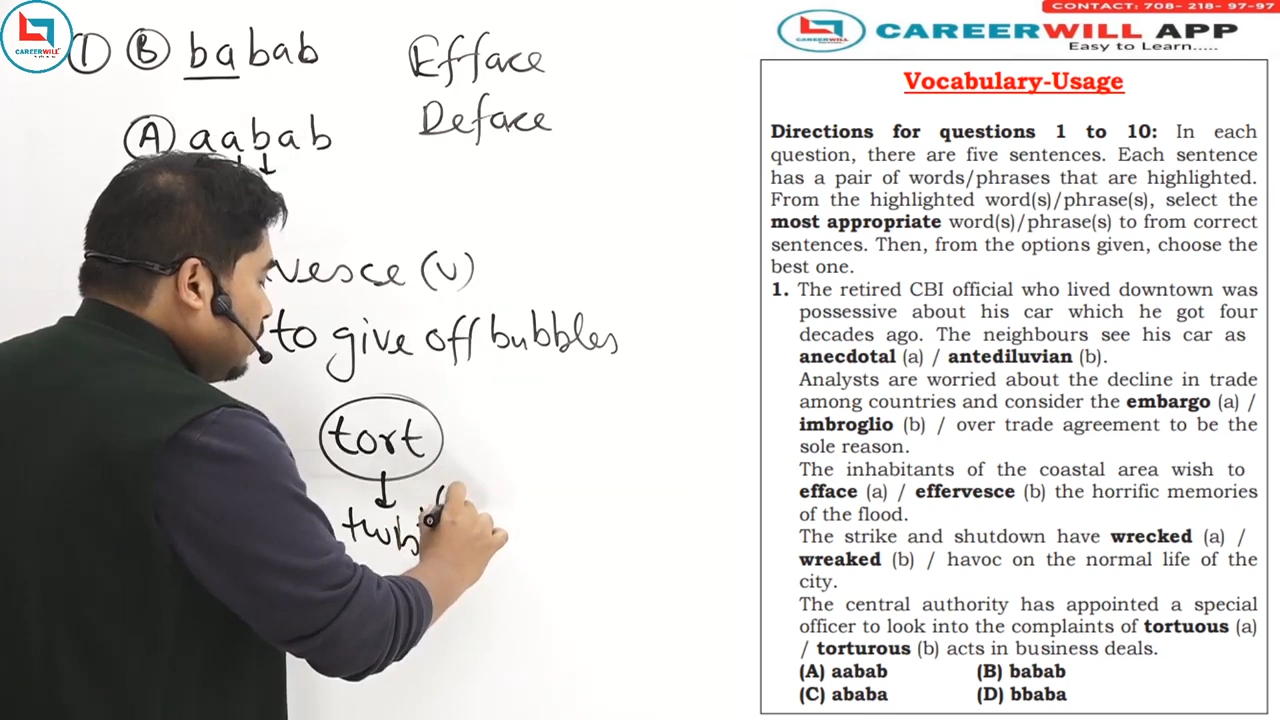 CAREERWILL
1 B babab
Efface
Deface
A aabab
vesce (v)
to give off bubbles
tort
CONTACT: 708- 218- 97-97
CAREERWILL APP
Easy to Learn.....
Vocabulary-Usage
Directions for questions 1 to 10: In each
question, there are five sentences. Each sentence
has a pair of words/phrases that are highlighted.
From the highlighted word(s)/phrase(s), select the
most appropriate word(s)/phrase(s) to from correct
sentences. Then, from the options given, choose the
best one.
1. The retired CBI official who lived downtown was
possessive about his car which he got four
decades ago. The neighbours see his car as
anecdotal (a) / antediluvian (b).
Analysts are worried about the decline in trade
among countries and consider the embargo (a) /
imbroglio (b) / over trade agreement to be the
sole reason.
The inhabitants of the coastal area wish to
efface (a) / effervesce (b) the horrific memories
of the flood.
The strike and shutdown have wrecked (a) /
wreaked (b) / havoc on the normal life of the
city.
The central authority has appointed a special
officer to look into the complaints of tortuous (a)
/ torturous (b) acts in business deals.
(A) aabab (B) babab
(C) ababa (D) bbaba